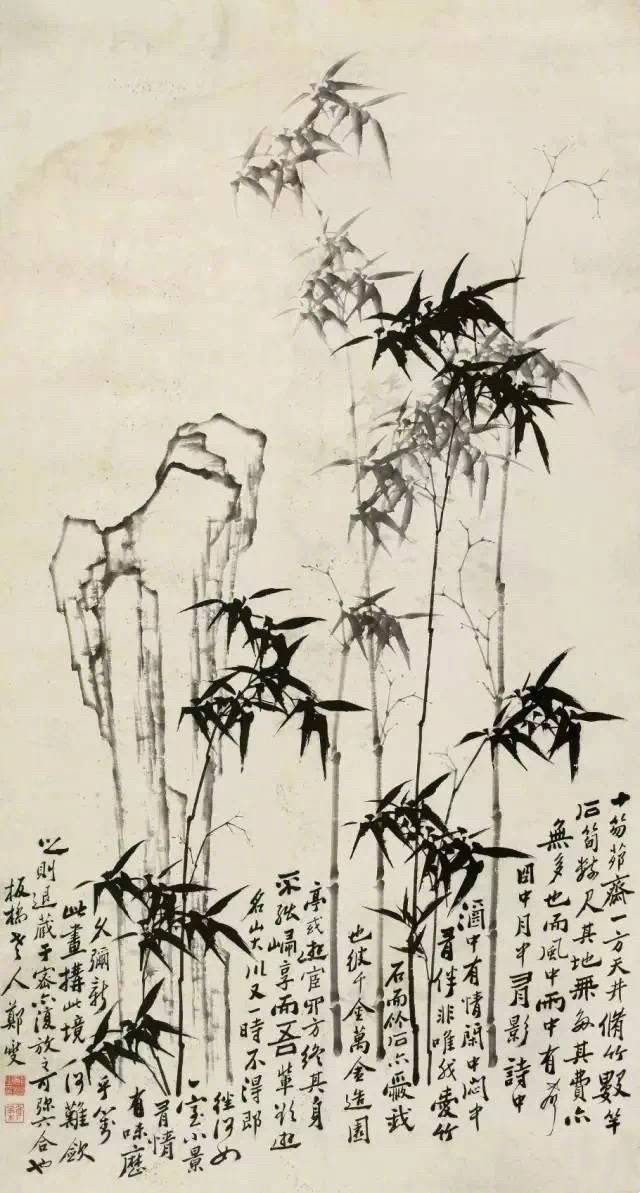 十笏茆齋一方天井脩竹數竿
石筍數尺其地無多其費亦
無多也而風中雨中有聲
日中月中有影詩中
酒中有情閑中悶中
有伴非唯我愛竹
石而竹石亦愛我
也彼千金萬金造園
亭或遊宦四方終其身
不能歸享而吾輩欲遊
名山大川又一時不得即
往何如
一室小景
有情
有味歷
久彌新乎對
此畫構此境何難歛
之則退藏于密亦復放之可弥六合也
板橋老人鄭燮